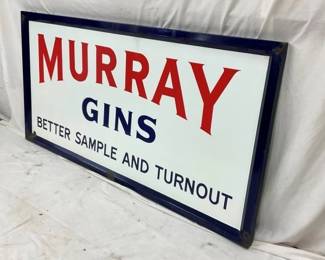 MURRAY
GINS
BETTER SAMPLE AND TURNOUT